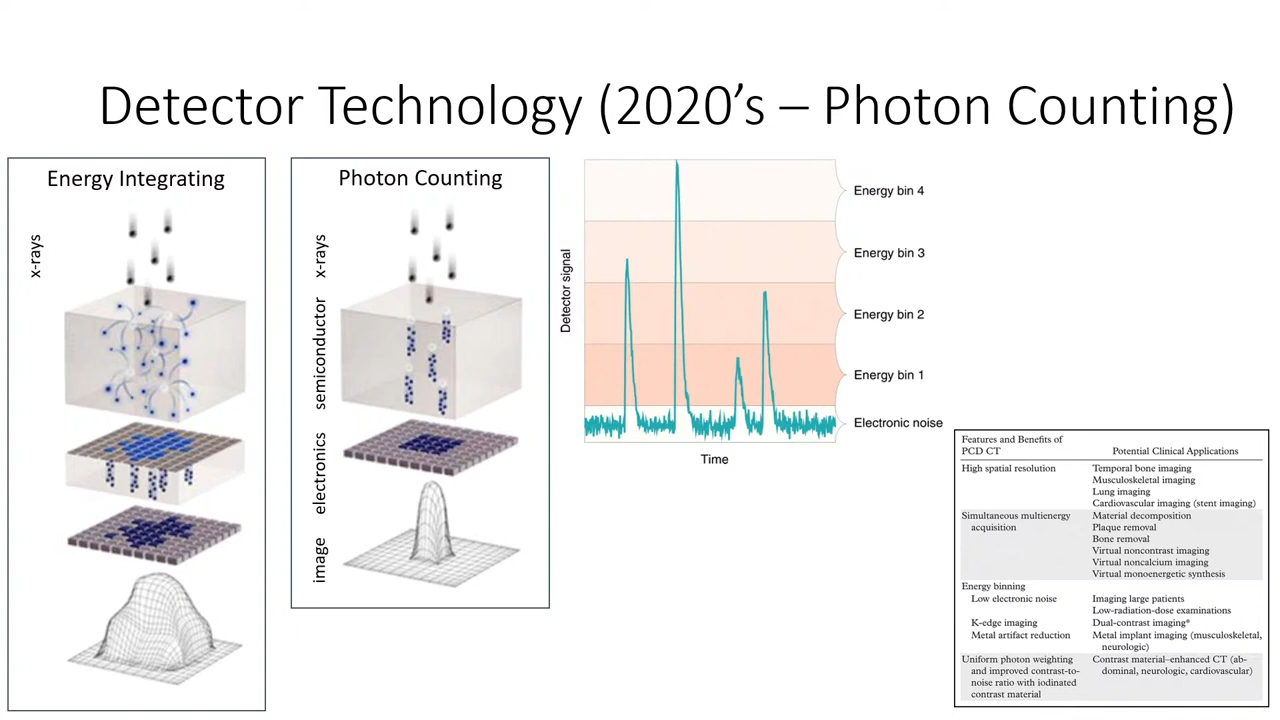 Detector Technology (2020's – Photon Counting)
Energy Integrating
x-rays
Photon Counting
x-rays
semiconductor
electronics
image
Detector signal
Energy bin 4
Energy bin 3
Energy bin 2
Energy bin 1
Electronic noise
Time
Features and Benefits of
PCD CT
Potential Clinical Applications
High spatial resolution
Temporal bone imaging
Musculoskeletal imaging
Lung imaging
Cardiovascular imaging (stent imaging)
Simultaneous multienergy
acquisition
Material decomposition
Plaque removal
Bone removal
Virtual noncontrast imaging
Virtual noncalcium imaging
Virtual monoenergetic synthesis
Energy binning
Low electronic noise
Imaging large patients
Low-radiation-dose examinations
K-edge imaging
Dual-contrast imaging*
Metal artifact reduction
Metal implant imaging (musculoskeletal,
neurologic)
Uniform photon weighting
and improved contrast-to-
noise ratio with iodinated
contrast material
Contrast material–enhanced CT (ab-
dominal, neurologic, cardiovascular)